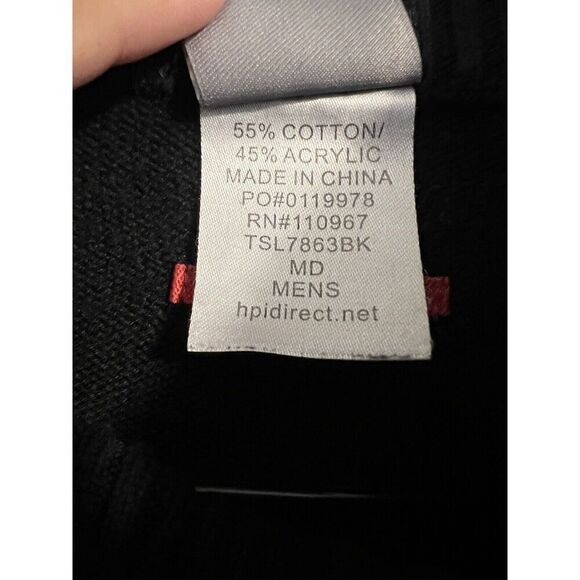 55% COTTON/
45% ACRYLIC
MADE IN CHINA
PO#0119978
RN#110967
TSL7863BK
MD
MENS
hpidirect.net